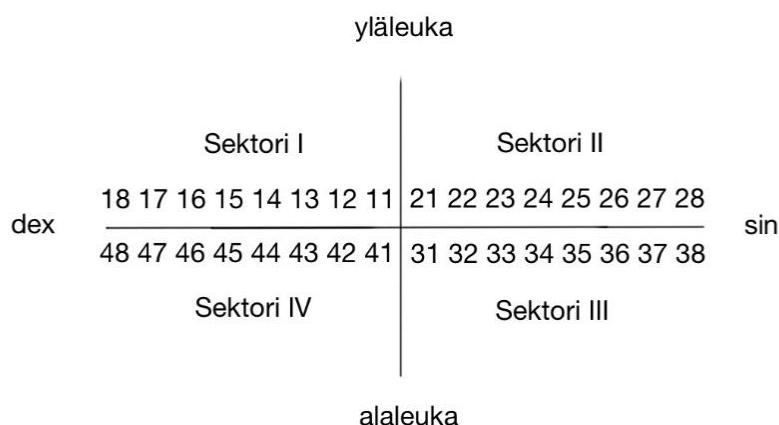 yläleuka
Sektori I Sektori II
18 17 16 15 14 13 12 11 21 22 23 24 25 26 27 28
dex sin
48 47 46 45 44 43 42 41 31 32 33 34 35 36 37 38
Sektori IV Sektori III
alaleuka